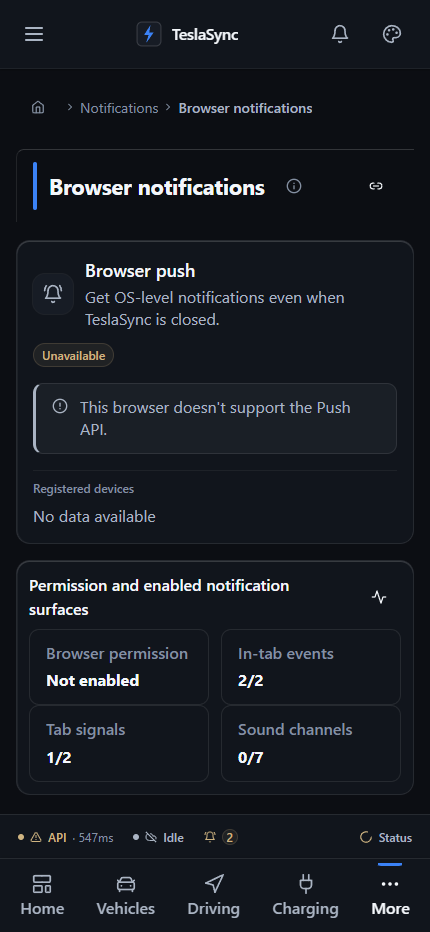 TeslaSync
Notifications
Browser notifications
Browser notifications
Browser push
Get OS-level notifications even when
TeslaSync is closed.
Unavailable
This browser doesn't support the Push
API.
Registered devices
No data available
Permission and enabled notification
surfaces
Browser permission
Not enabled
In-tab events
2/2
Tab signals
1/2
Sound channels
0/7
API · 547ms
Idle
2
Status
Home
Vehicles
Driving
Charging
More